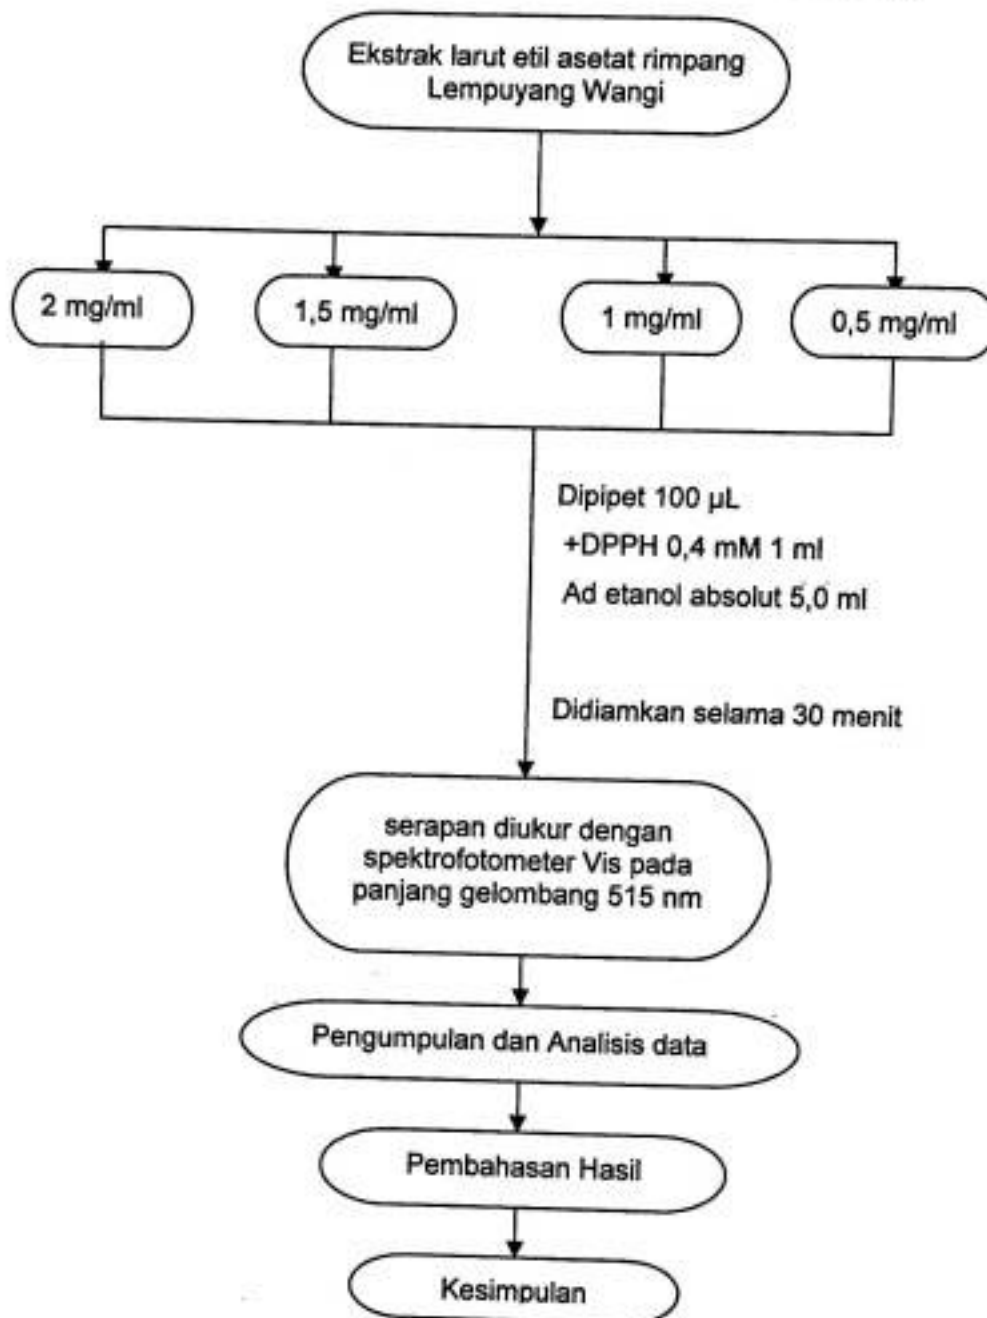 Ekstrak larut etil asetat rimpang
Lempuyang Wangi
2 mg/ml
1,5 mg/ml
1 mg/ml
0,5 mg/ml
Dipipet 100 µL
+DPPH 0,4 mM 1 ml
Ad etanol absolut 5,0 ml
Didiamkan selama 30 menit
serapan diukur dengan
spektrofotometer Vis pada
panjang gelombang 515 nm
Pengumpulan dan Analisis data
Pembahasan Hasil
Kesimpulan